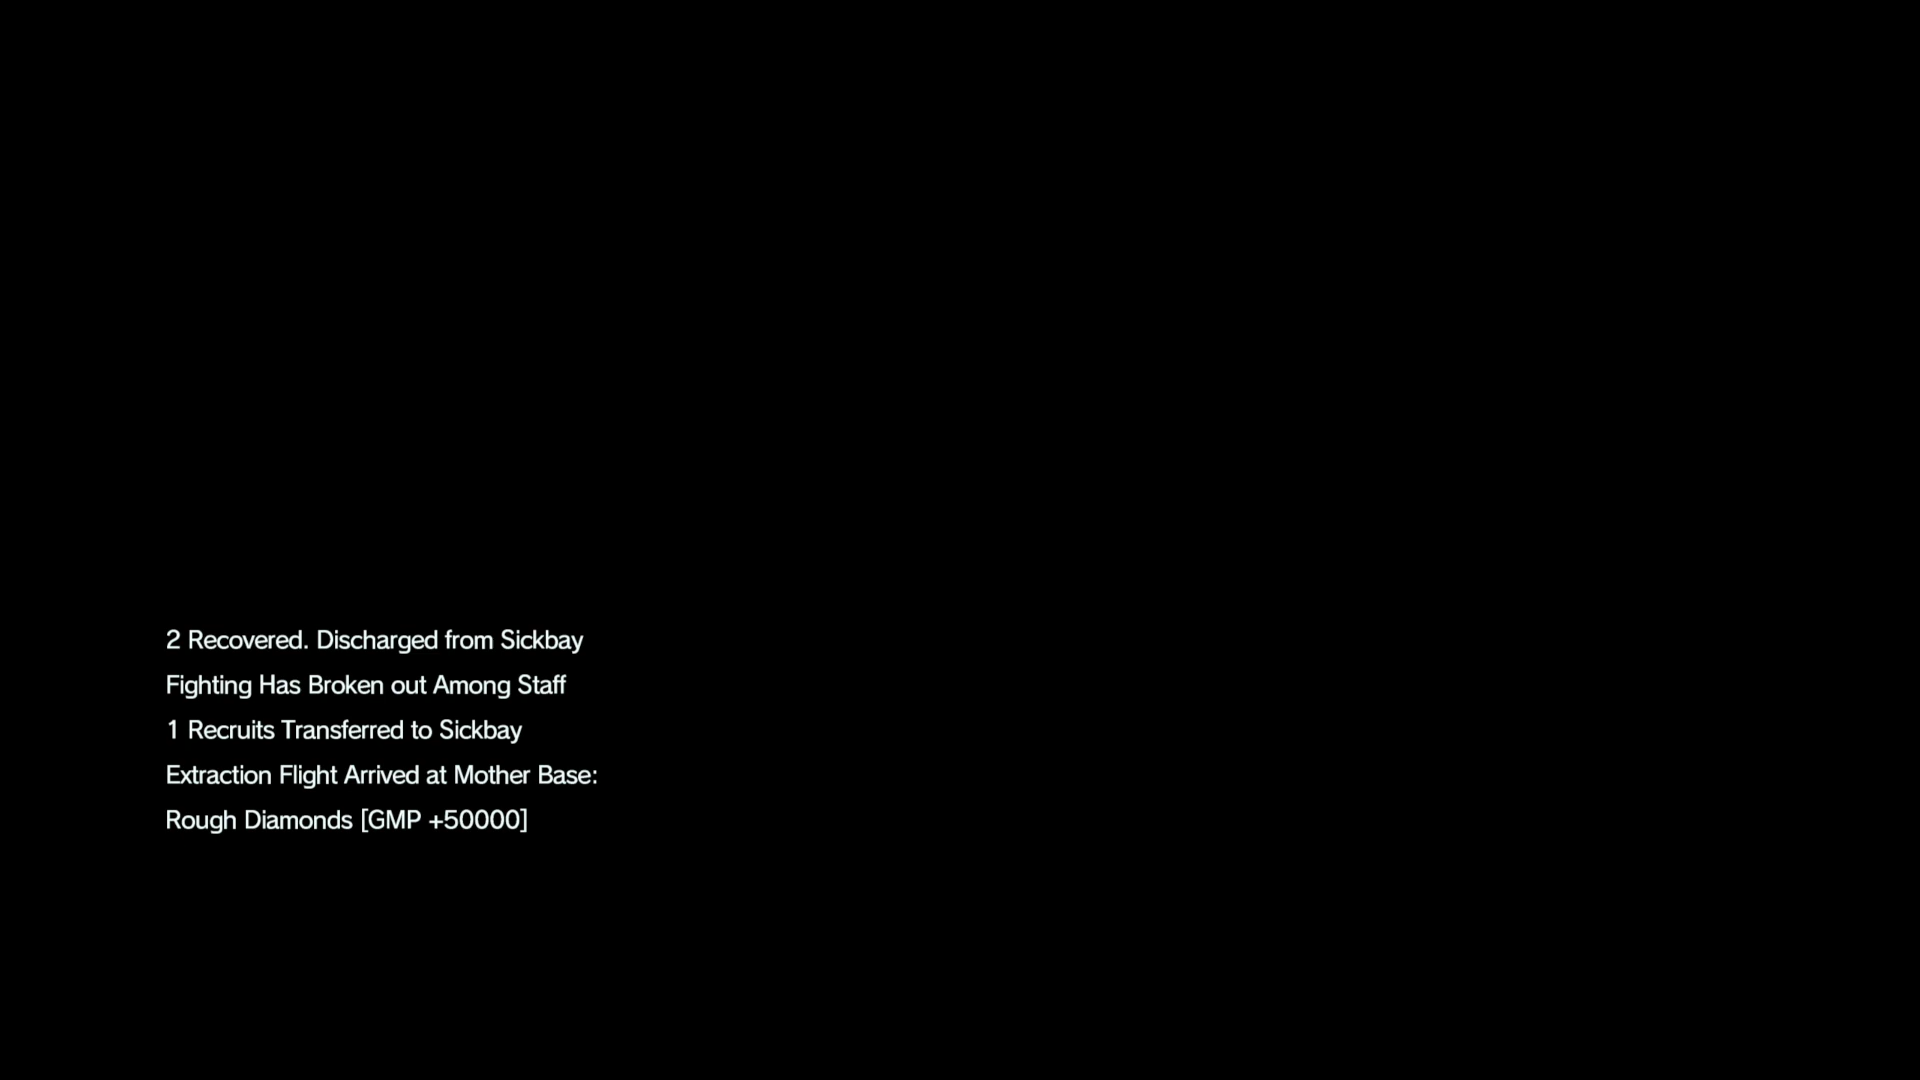 2 Recovered. Discharged from Sickbay
Fighting Has Broken out Among Staff
1 Recruits Transferred to Sickbay
Extraction Flight Arrived at Mother Base:
Rough Diamonds [GMP +50000]